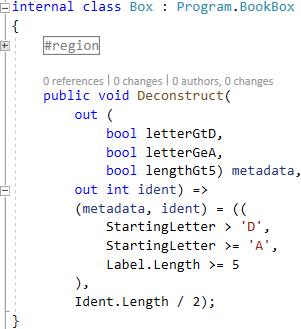 internal class Box : Program.BookBox
{
#region
0 references | 0 changes | 0 authors, 0 changes
public void Deconstruct(
out (
bool letterGtD,
bool letterGeA,
bool lengthGt5) metadata,
out int ident) =>
(metadata, ident) = ((
StartingLetter > 'D',
StartingLetter >= 'A',
Label.Length >= 5
),
Ident.Length / 2);
}